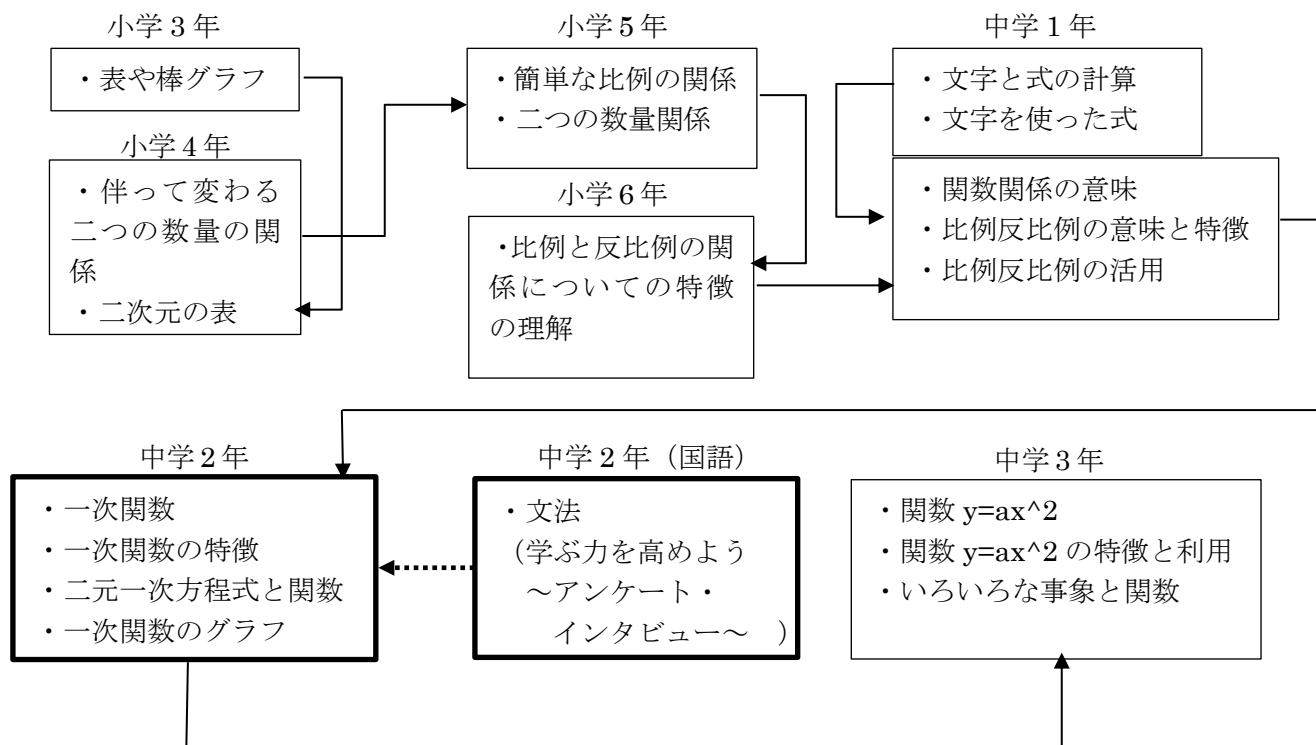 小学3年
・表や棒グラフ
小学4年
・伴って変わる
二つの数量の関
係
・二次元の表
小学5年
・簡単な比例の関係
・二つの数量関係
小学6年
・比例と反比例の関
係についての特徴
の理解
中学1年
・文字と式の計算
・文字を使った式
・関数関係の意味
・比例反比例の意味と特徴
・比例反比例の活用
中学2年
・一次関数
・一次関数の特徴
・二元一次方程式と関数
・一次関数のグラフ
中学2年（国語）
・文法
（学ぶ力を高めよう
～アンケート・
インタビュー～　）
中学3年
・関数 y=ax^2
・関数 y=ax^2 の特徴と利用
・いろいろな事象と関数